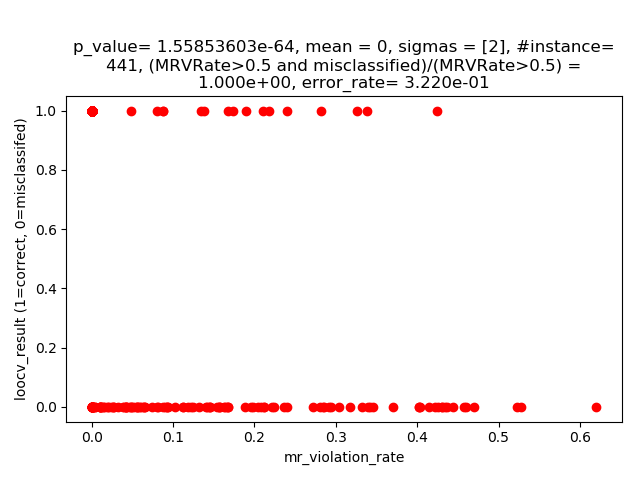 p_value= 1.55853603e-64, mean = 0, sigmas = [2], #instance=
441, (MRVRate>0.5 and misclassified)/(MRVRate>0.5) =
1.000e+00, error_rate= 3.220e-01
loocv_result (1=correct, 0=misclassifed)
1.0
0.8
0.6
0.4
0.2
0.0
0.0 0.1 0.2 0.3 0.4 0.5 0.6
mr_violation_rate